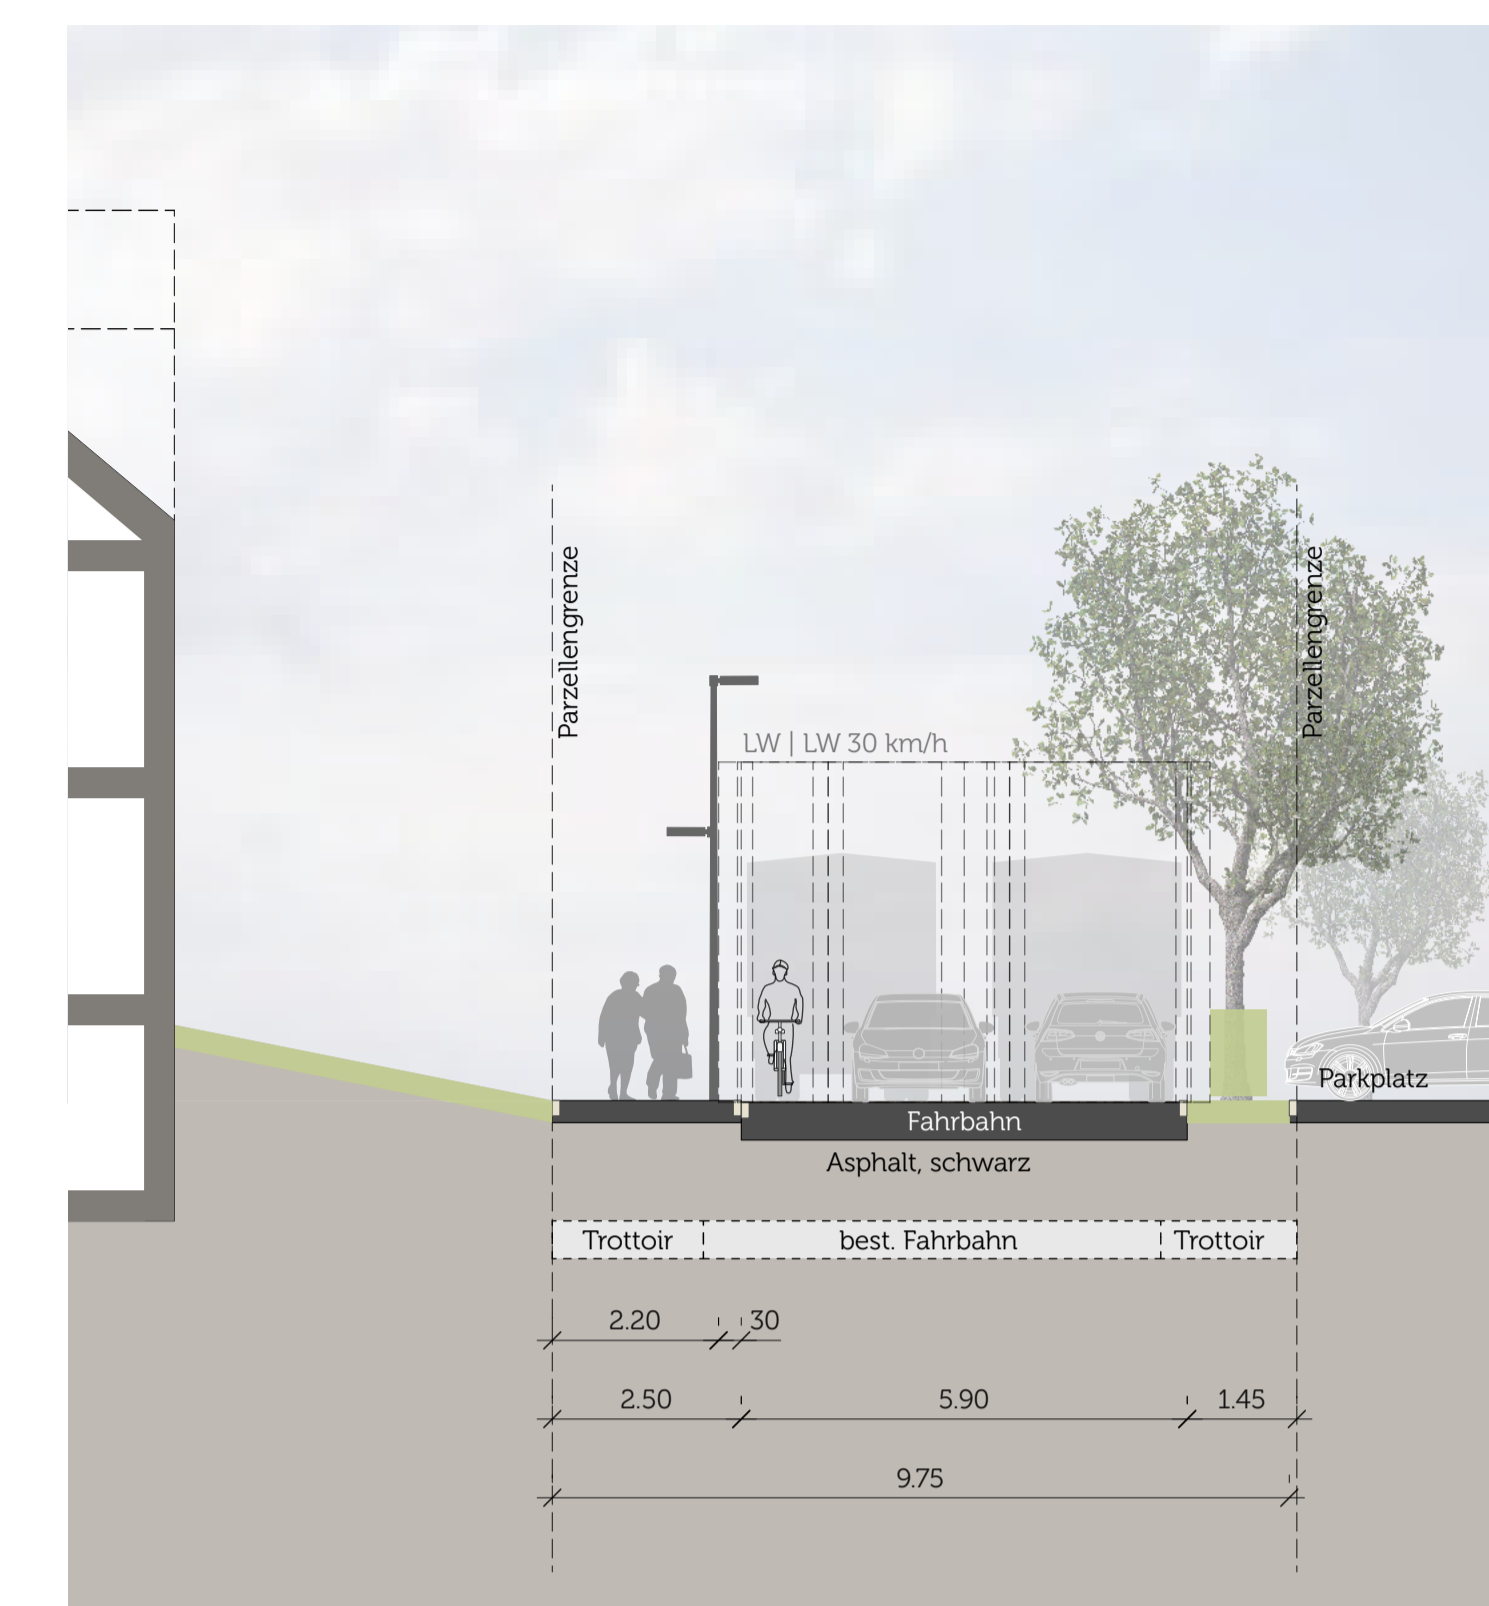 Parzellengrenze
Parzellengrenze
LW | LW 30 km/h
Parkplatz
Fahrbahn
Asphalt, schwarz
Trottoir
best. Fahrbahn
Trottoir
2.20
30
2.50
5.90
1.45
9.75